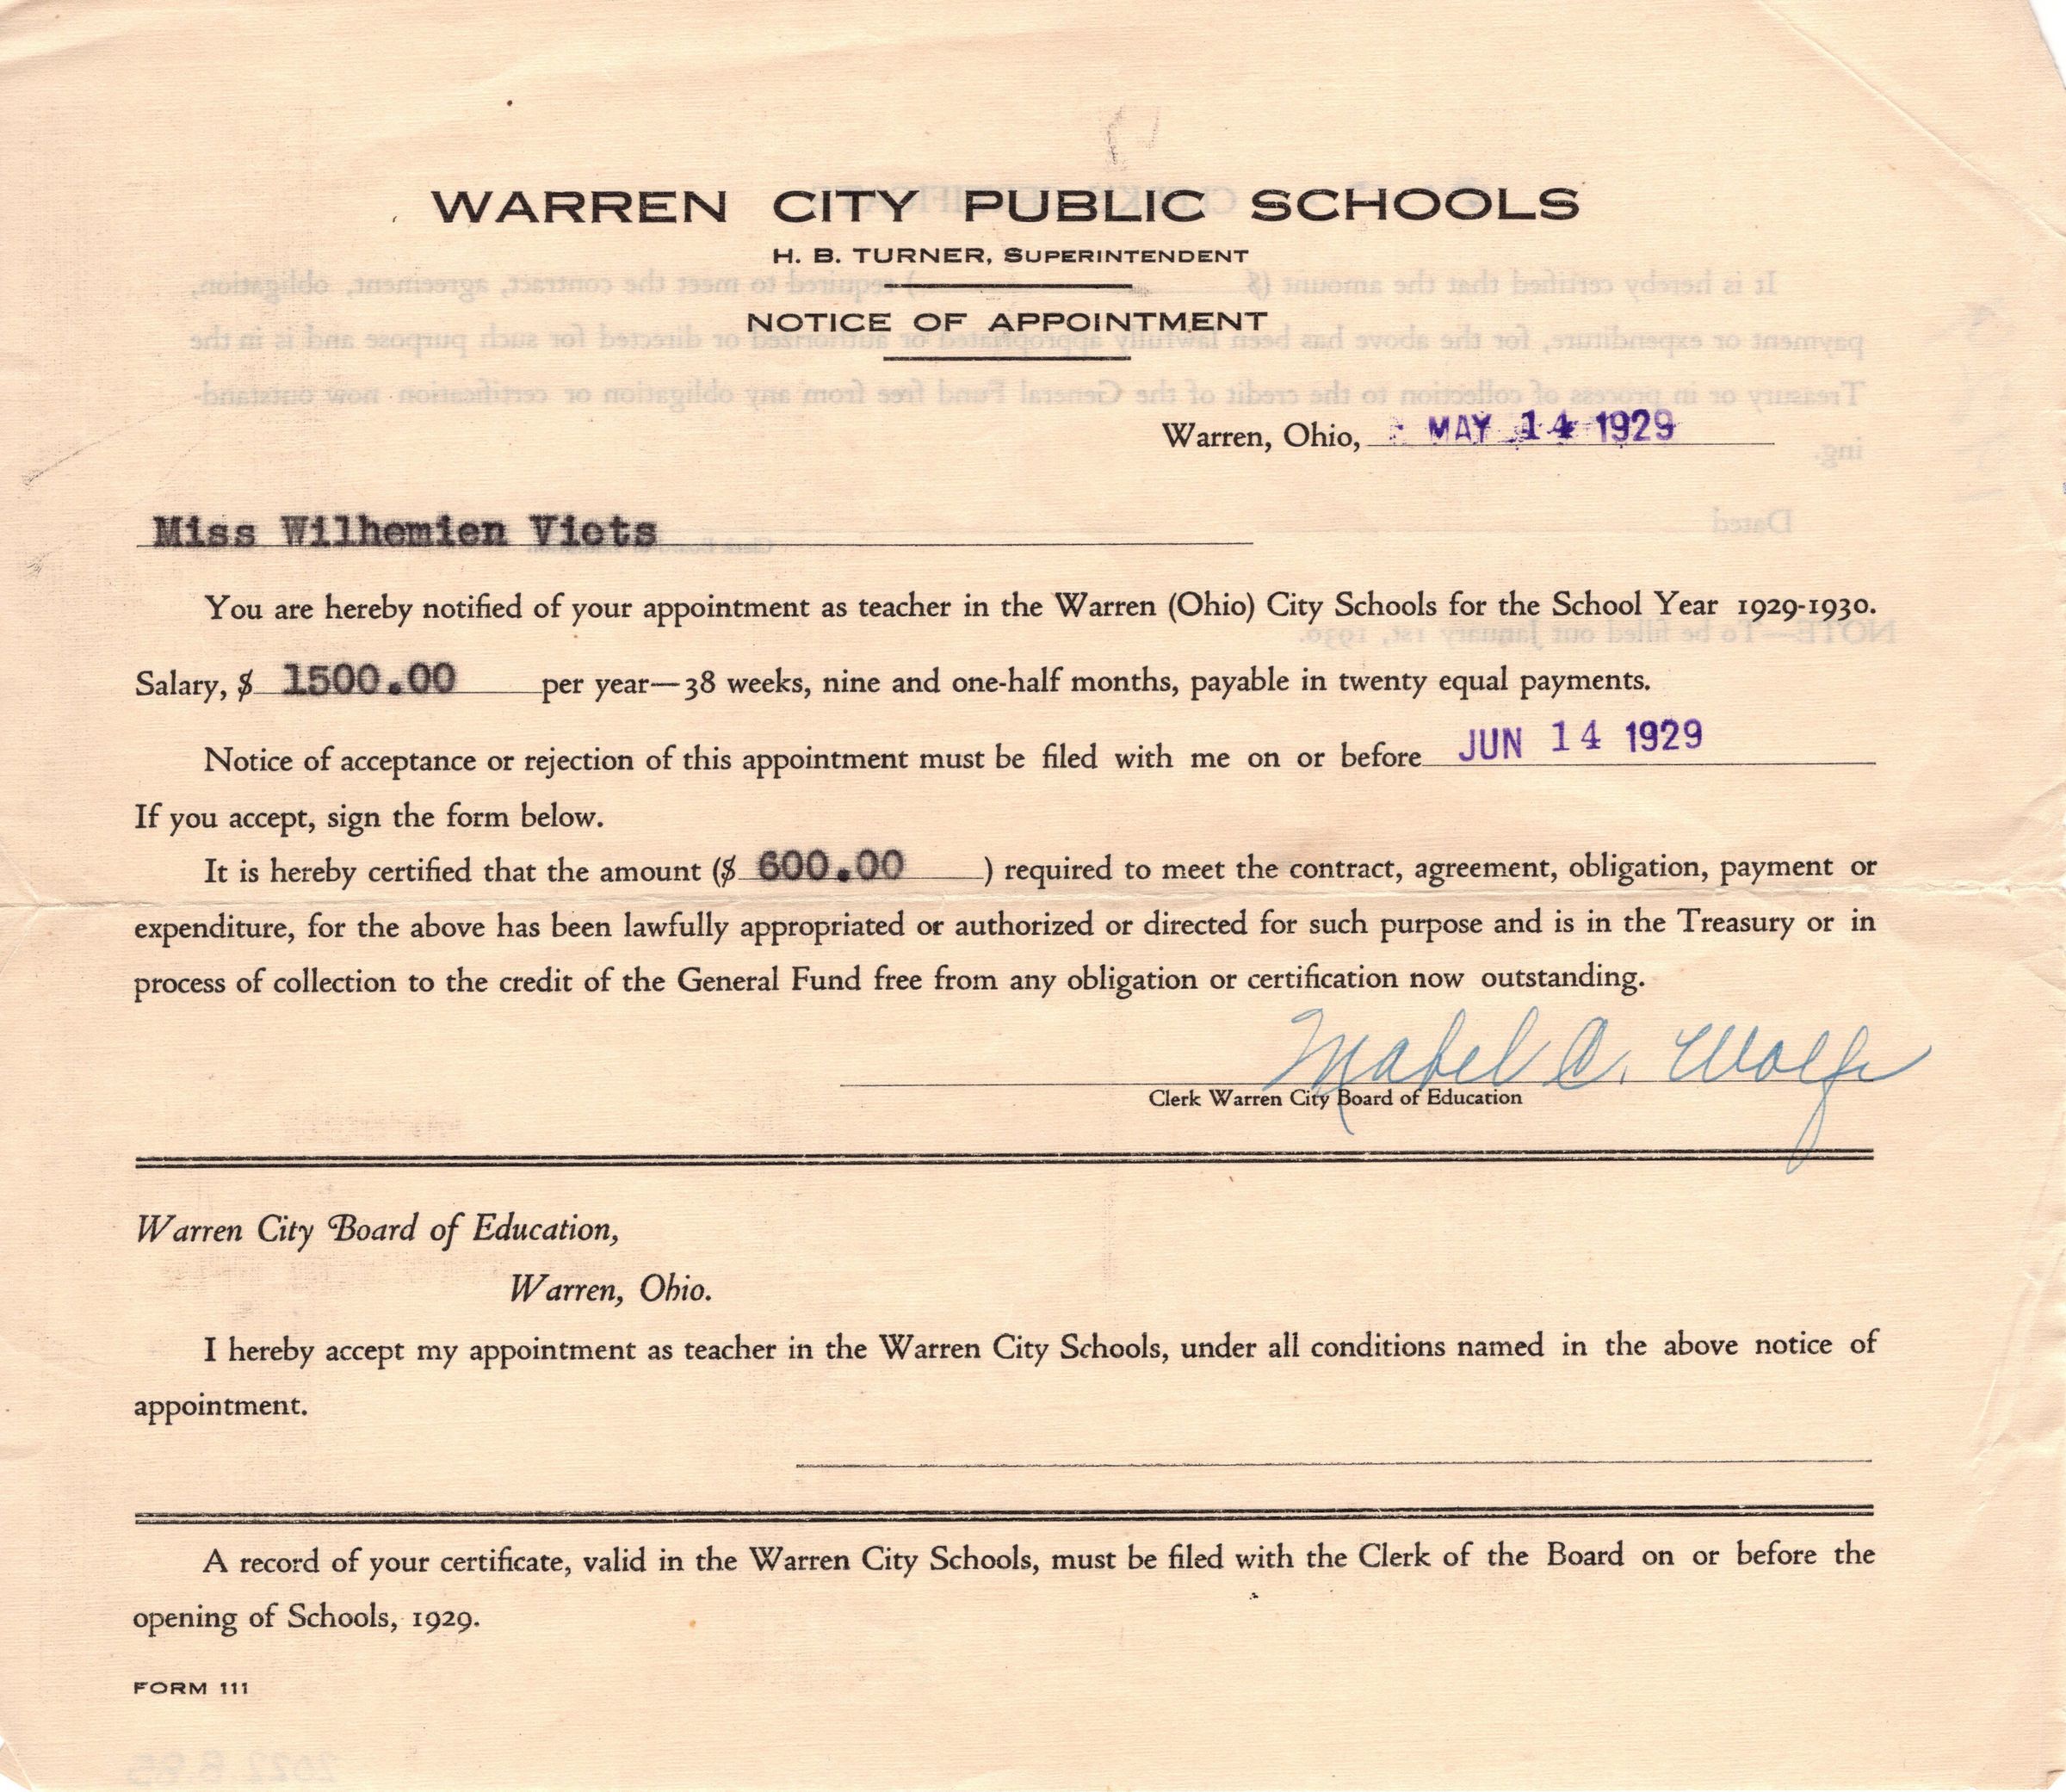 WARREN CITY PUBLIC SCHOOLS
H. B. TURNER, SUPERINTENDENT
NOTICE OF APPOINTMENT
Warren, Ohio, MAY 14 1929
Miss Wilhemien Viets
You are hereby notified of your appointment as teacher in the Warren (Ohio) City Schools for the School Year 1929-1930.
Salary, $ 1500.00 per year—38 weeks, nine and one-half months, payable in twenty equal payments.
Notice of acceptance or rejection of this appointment must be filed with me on or before JUN 14 1929
If you accept, sign the form below.
It is hereby certified that the amount ($ 600.00 ) required to meet the contract, agreement, obligation, payment or
expenditure, for the above has been lawfully appropriated or authorized or directed for such purpose and is in the Treasury or in
process of collection to the credit of the General Fund free from any obligation or certification now outstanding.
Mabel C. Wolfe
Clerk Warren City Board of Education
Warren City Board of Education,
Warren, Ohio.
I hereby accept my appointment as teacher in the Warren City Schools, under all conditions named in the above notice of
appointment.
A record of your certificate, valid in the Warren City Schools, must be filed with the Clerk of the Board on or before the
opening of Schools, 1929.
FORM 111